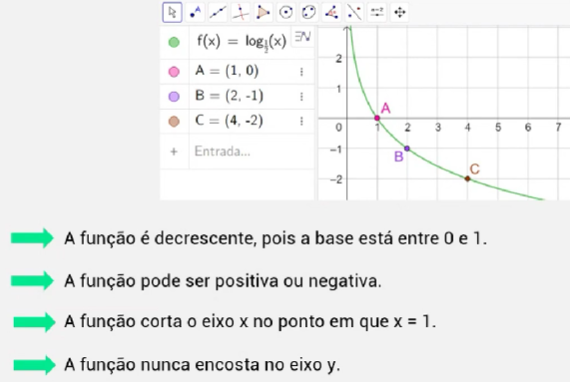 f(x) = log½(x)
A = (1, 0)
B = (2, -1)
C = (4, -2)
+ Entrada...
2
1
0 1 2 3 4 5 6 7
-1
-2
A
B
C
A função é decrescente, pois a base está entre 0 e 1.
A função pode ser positiva ou negativa.
A função corta o eixo x no ponto em que x = 1.
A função nunca encosta no eixo y.